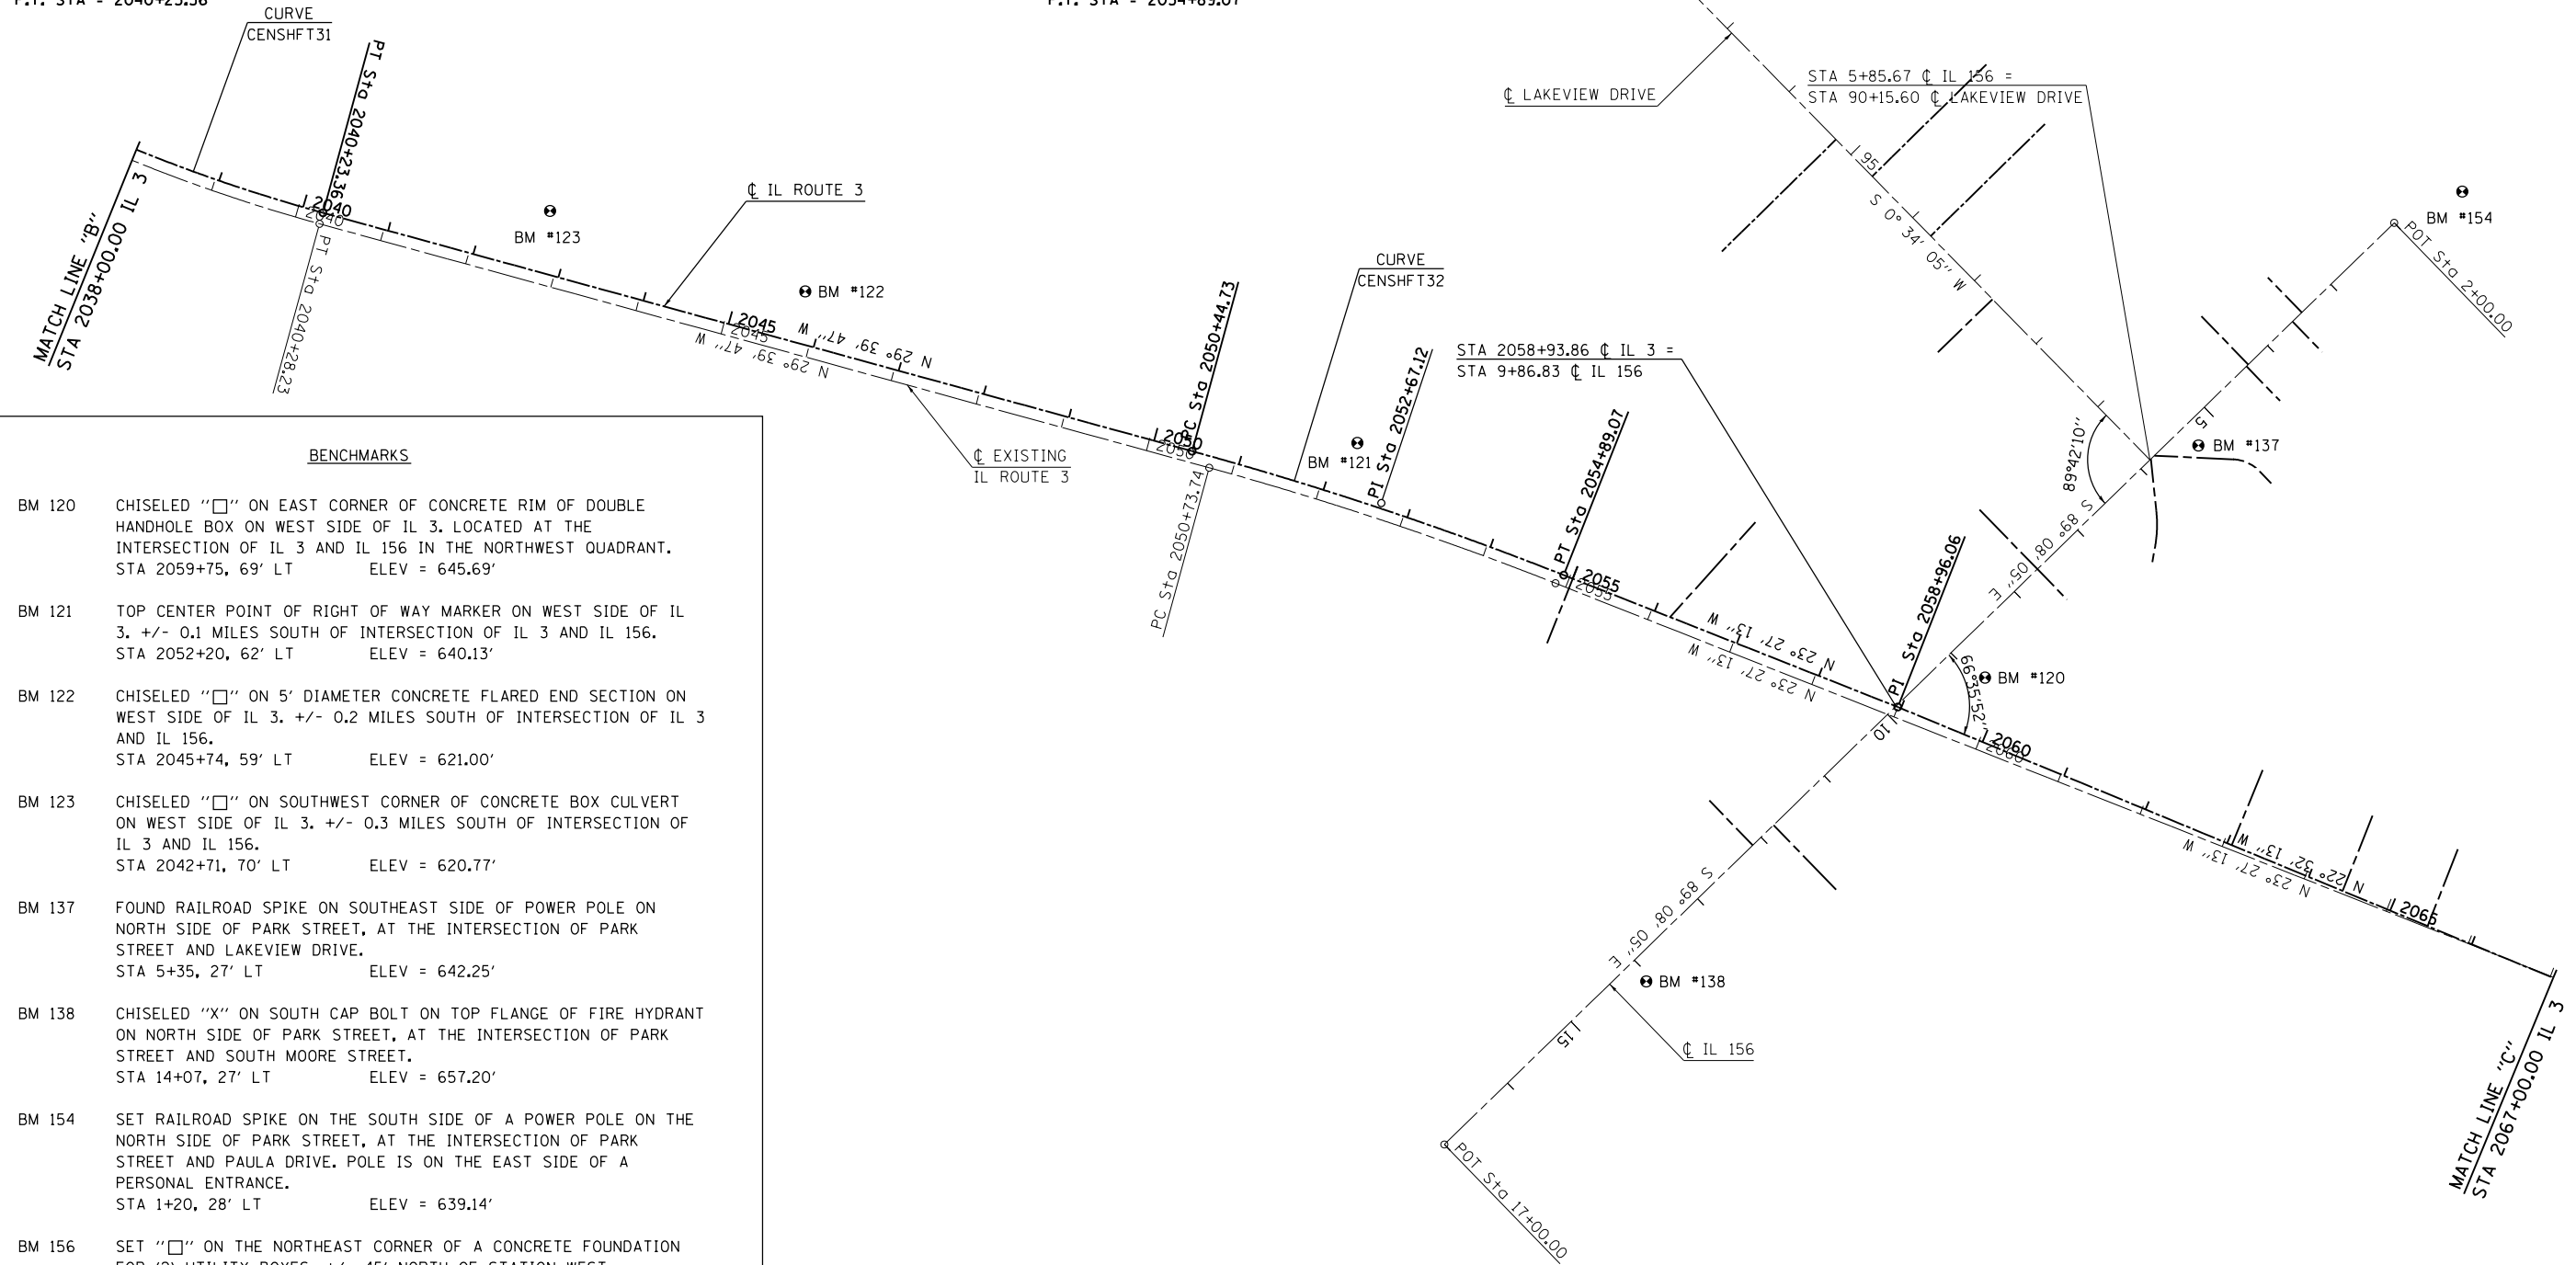 CURVE
CENSHFT31
PT Sta 2040+23.36
MATCH LINE "B"
STA 2038+00.00 IL 3
2040
2040
PT Sta 2040+28.23
BM #123
℄ IL ROUTE 3
BM #122
2045
2045
N 29° 39' 47" W
N 29° 39' 47" W
℄ EXISTING
IL ROUTE 3
PC Sta 2050+44.73
2050
2050
PC Sta 2050+73.74
CURVE
CENSHFT32
BM #121
PI Sta 2052+67.12
PT Sta 2054+89.07
2055
2055
STA 2058+93.86 ℄ IL 3 =
STA 9+86.83 ℄ IL 156
N 23° 27' 13" W
N 23° 27' 13" W
℄ LAKEVIEW DRIVE
STA 5+85.67 ℄ IL 156 =
STA 90+15.60 ℄ LAKEVIEW DRIVE
95
S 0° 34' 05" W
BM #154
POT Sta 2+00.00
5
BM #137
89°42'10"
S 89° 08' 05" E
PI Sta 2058+96.06
66°35'52"
BM #120
10
2060
2060
N 22° 52' 13" W
N 23° 27' 13" W
2065
S 89° 08' 05" E
BM #138
15
℄ IL 156
POT Sta 17+00.00
MATCH LINE "C"
STA 2067+00.00 IL 3
BENCHMARKS
BM 120 CHISELED "□" ON EAST CORNER OF CONCRETE RIM OF DOUBLE
HANDHOLE BOX ON WEST SIDE OF IL 3. LOCATED AT THE
INTERSECTION OF IL 3 AND IL 156 IN THE NORTHWEST QUADRANT.
STA 2059+75, 69' LT ELEV = 645.69'
BM 121 TOP CENTER POINT OF RIGHT OF WAY MARKER ON WEST SIDE OF IL
3. +/- 0.1 MILES SOUTH OF INTERSECTION OF IL 3 AND IL 156.
STA 2052+20, 62' LT ELEV = 640.13'
BM 122 CHISELED "□" ON 5' DIAMETER CONCRETE FLARED END SECTION ON
WEST SIDE OF IL 3. +/- 0.2 MILES SOUTH OF INTERSECTION OF IL 3
AND IL 156.
STA 2045+74, 59' LT ELEV = 621.00'
BM 123 CHISELED "□" ON SOUTHWEST CORNER OF CONCRETE BOX CULVERT
ON WEST SIDE OF IL 3. +/- 0.3 MILES SOUTH OF INTERSECTION OF
IL 3 AND IL 156.
STA 2042+71, 70' LT ELEV = 620.77'
BM 137 FOUND RAILROAD SPIKE ON SOUTHEAST SIDE OF POWER POLE ON
NORTH SIDE OF PARK STREET, AT THE INTERSECTION OF PARK
STREET AND LAKEVIEW DRIVE.
STA 5+35, 27' LT ELEV = 642.25'
BM 138 CHISELED "X" ON SOUTH CAP BOLT ON TOP FLANGE OF FIRE HYDRANT
ON NORTH SIDE OF PARK STREET, AT THE INTERSECTION OF PARK
STREET AND SOUTH MOORE STREET.
STA 14+07, 27' LT ELEV = 657.20'
BM 154 SET RAILROAD SPIKE ON THE SOUTH SIDE OF A POWER POLE ON THE
NORTH SIDE OF PARK STREET, AT THE INTERSECTION OF PARK
STREET AND PAULA DRIVE. POLE IS ON THE EAST SIDE OF A
PERSONAL ENTRANCE.
STA 1+20, 28' LT ELEV = 639.14'
BM 156 SET "□" ON THE NORTHEAST CORNER OF A CONCRETE FOUNDATION